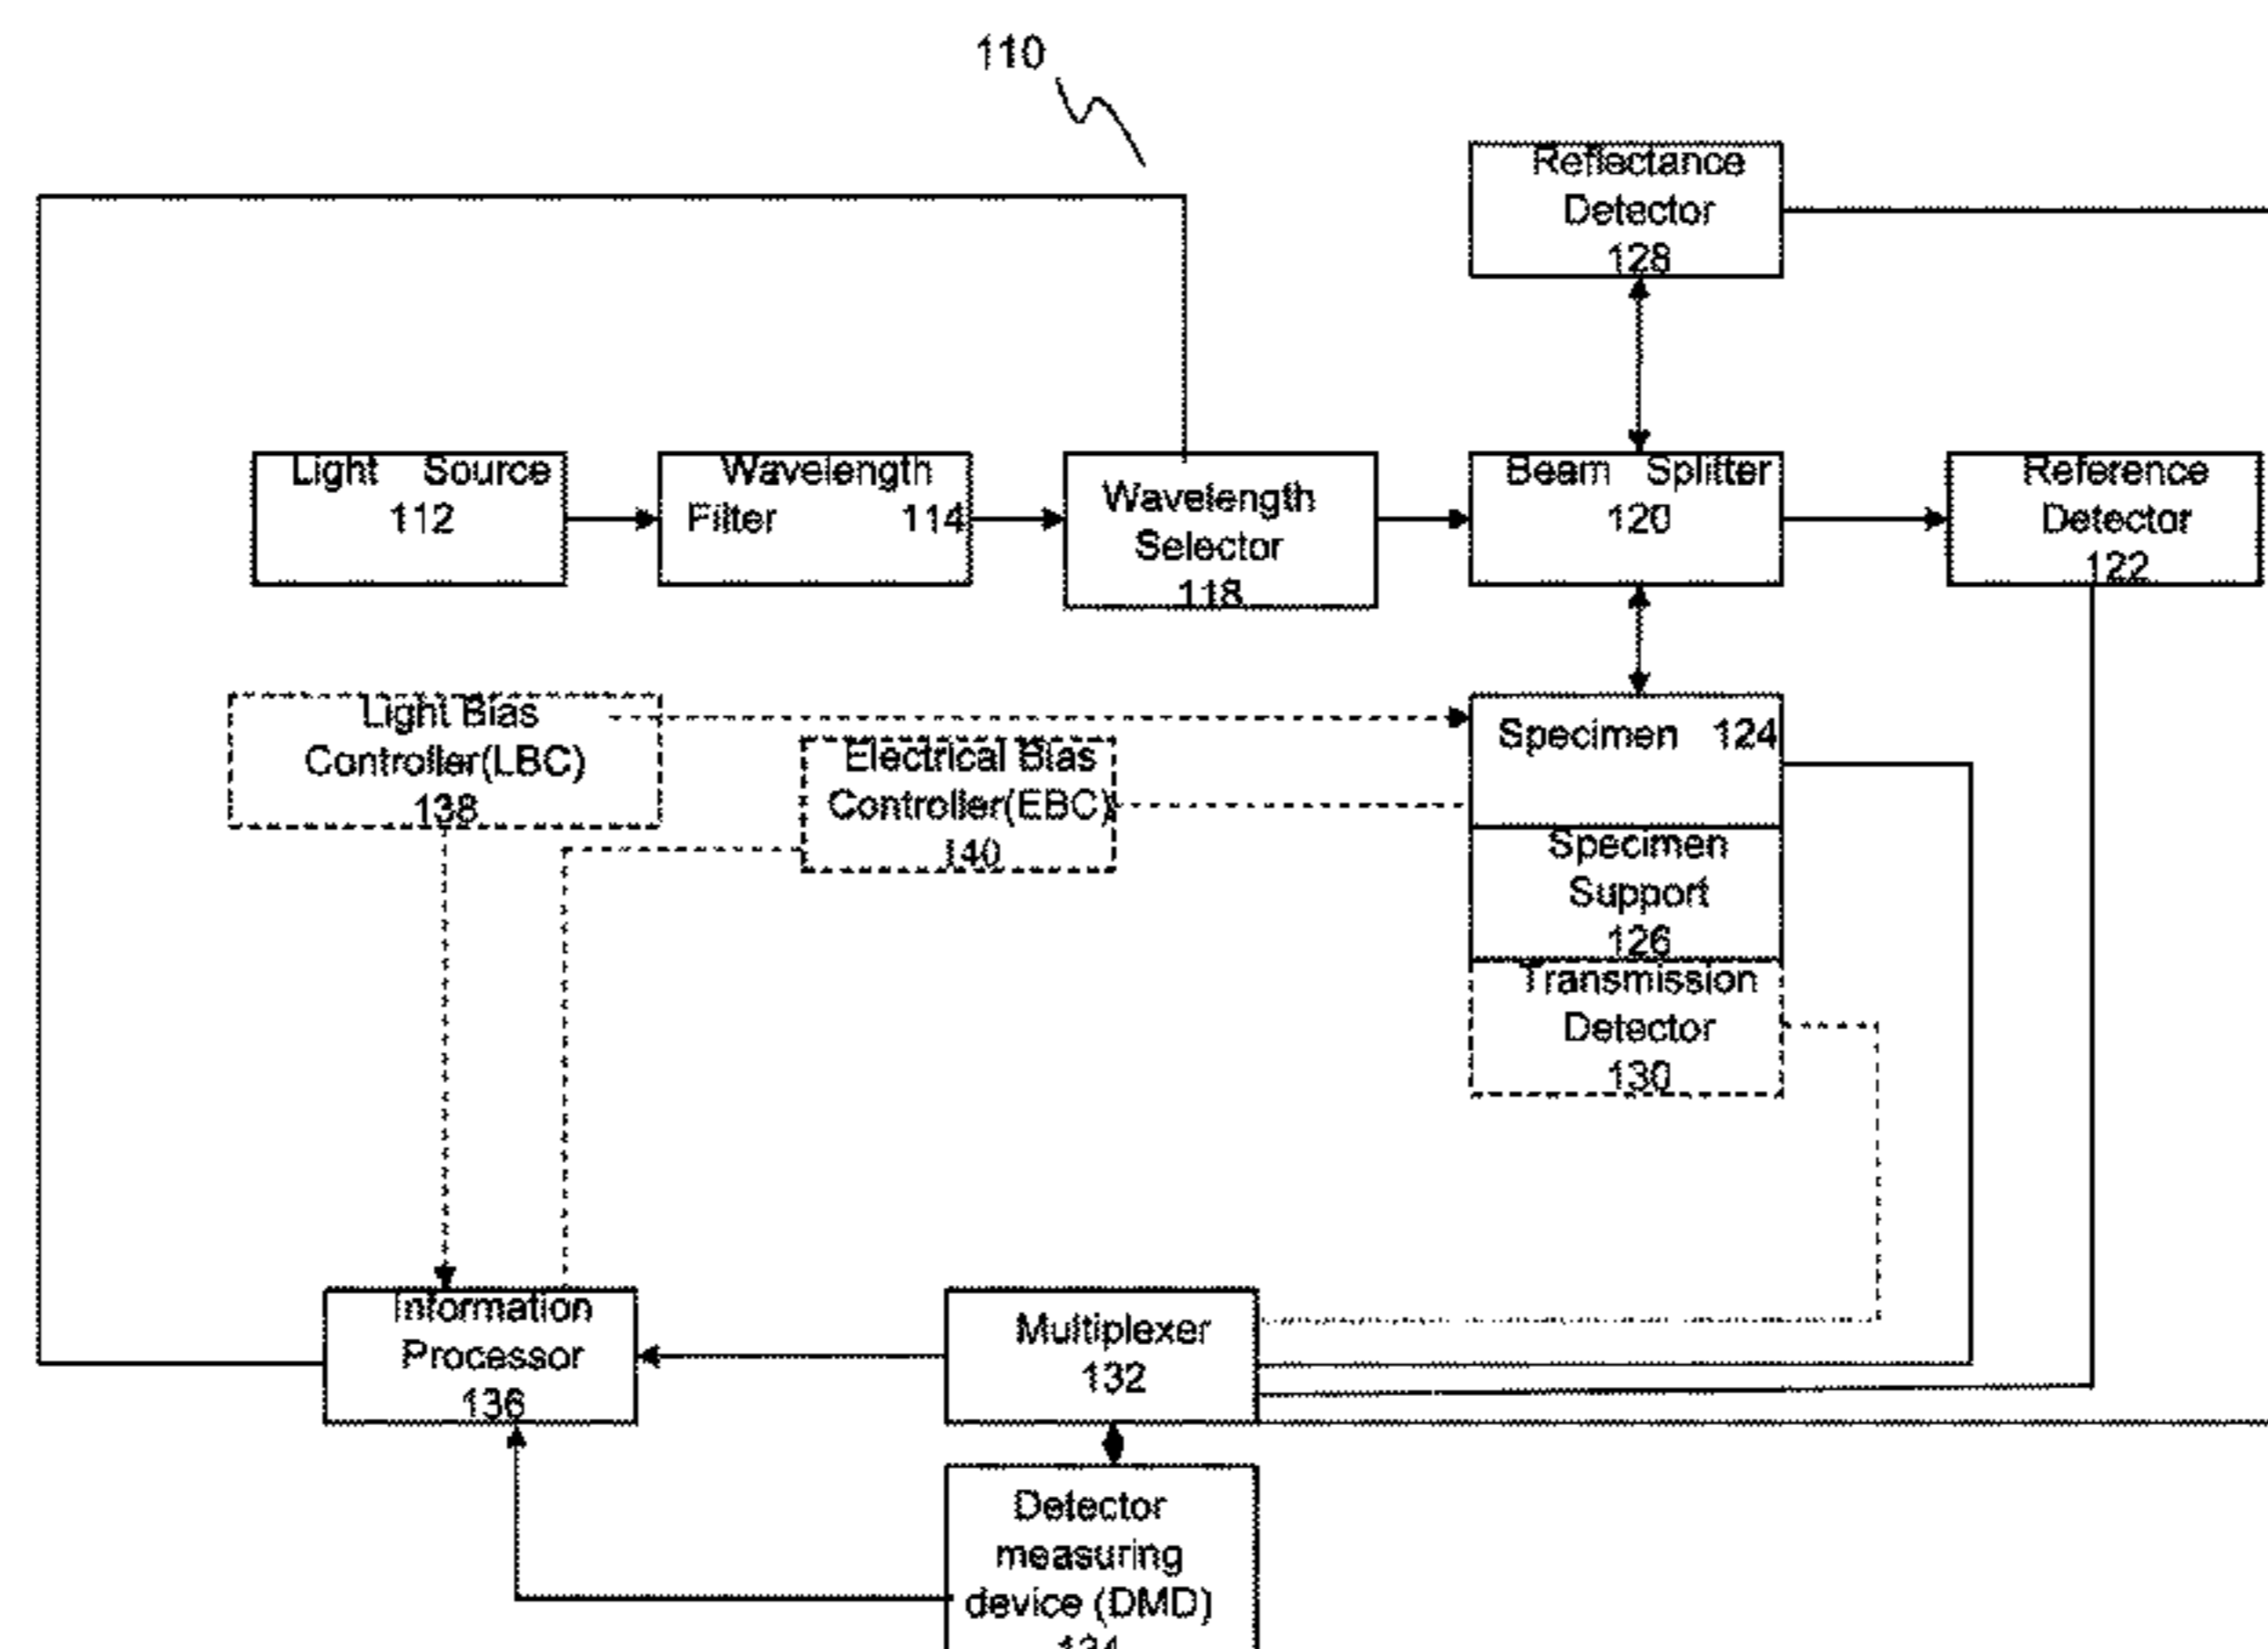 110
Reflectance
Detector
128
Light Source
112
Wavelength
Filter 114
Wavelength
Selector
118
Beam Splitter
120
Reference
Detector
122
Light Bias
Controller(LBC)
138
Electrical Bias
Controller(EBC)
140
Specimen 124
Specimen
Support
126
Transmission
Detector
130
Information
Processor
136
Multiplexer
132
Detector
measuring
device (DMD)
134